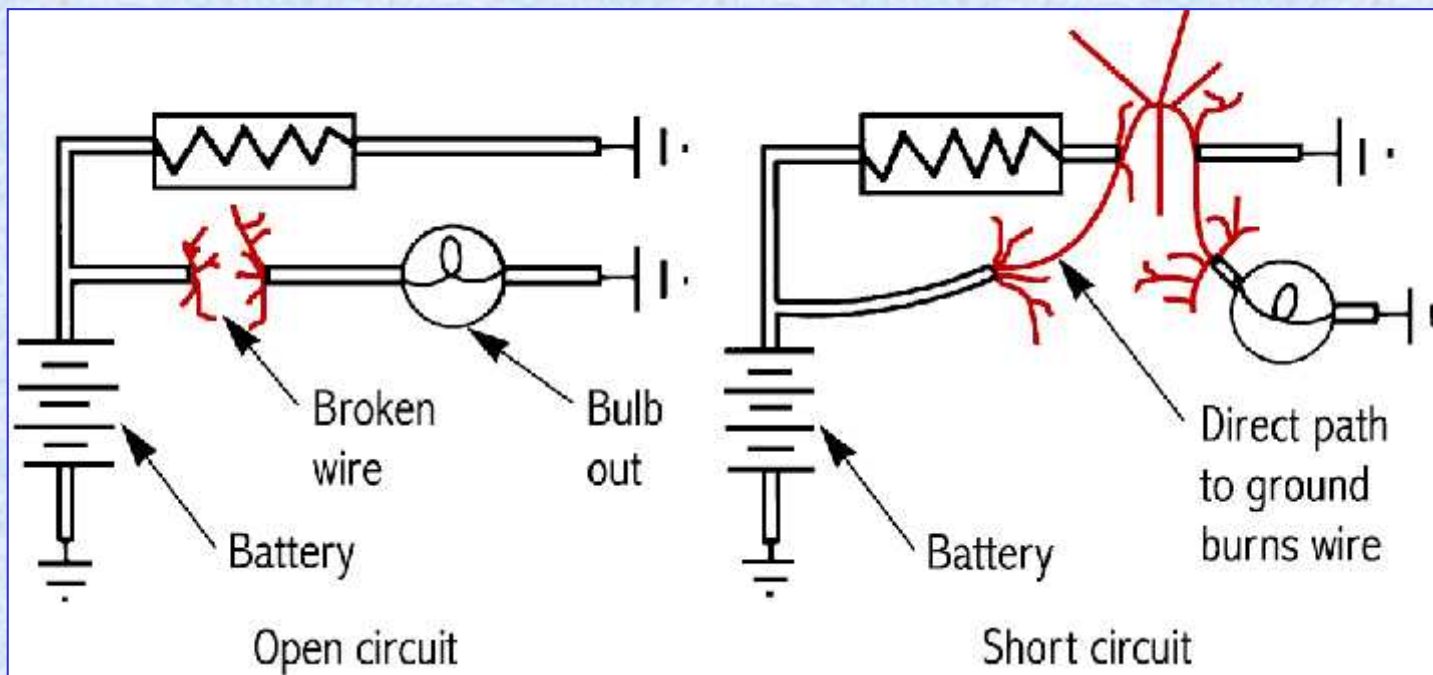 Broken
wire
Bulb
out
Battery
Open circuit
Direct path
to ground
burns wire
Battery
Short circuit